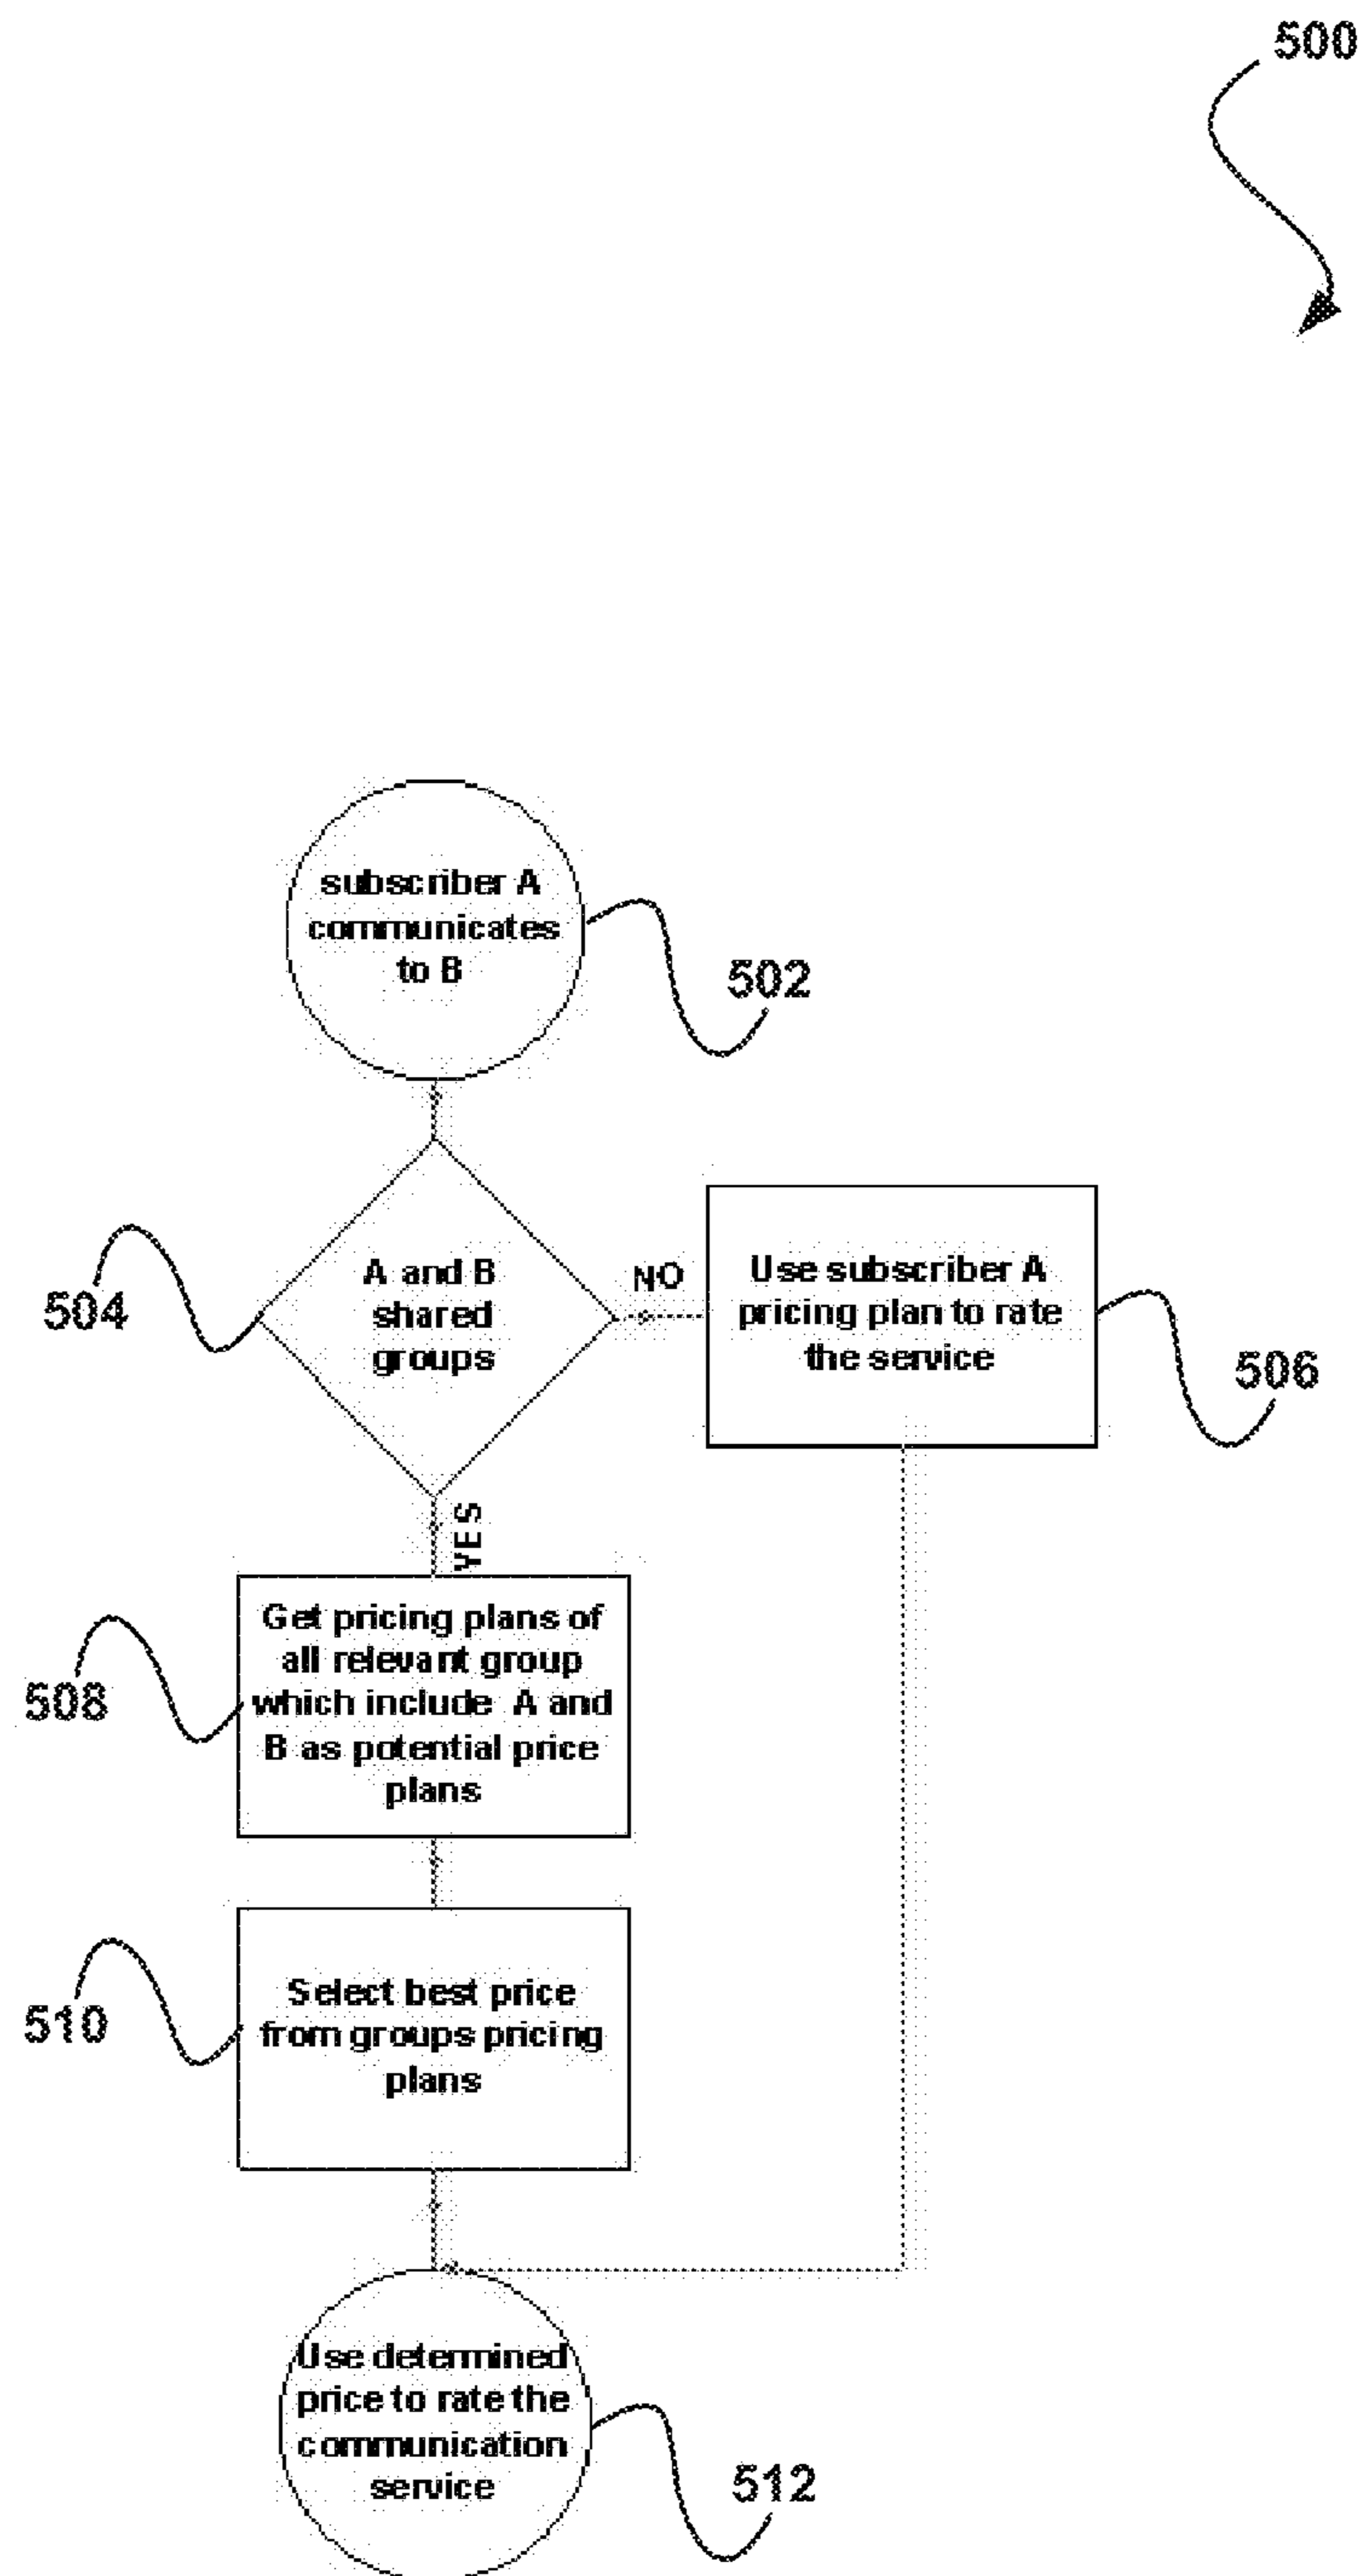 500
subscriber A
communicates
to B
502
A and B
shared
groups
504
NO
Use subscriber A
pricing plan to rate
the service
506
YES
Get pricing plans of
all relevant group
which include A and
B as potential price
plans
508
Select best price
from groups pricing
plans
510
Use determined
price to rate the
communication
service
512